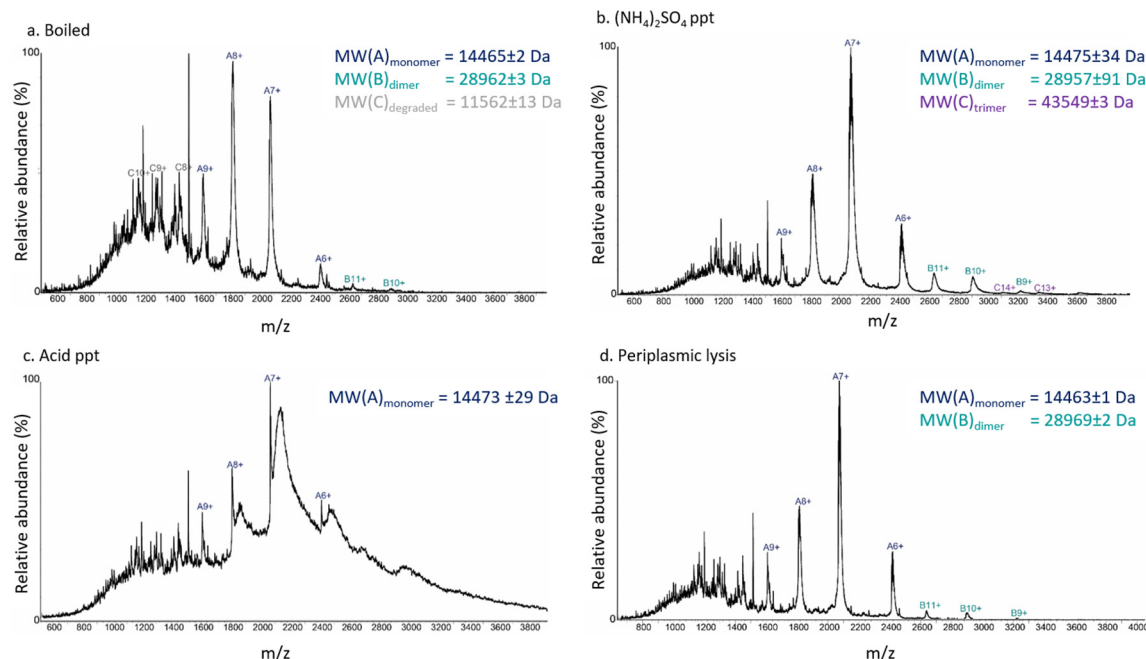 a. Boiled
MW(A)monomer = 14465±2 Da
MW(B)dimer = 28962±3 Da
MW(C)degraded = 11562±13 Da
Relative abundance (%)
100
0
C10+ C9+ C8+ A9+ A8+ A7+ A6+ B11+ B10+
600 800 1000 1200 1400 1600 1800 2000 2200 2400 2600 2800 3000 3200 3400 3600 3800
m/z
b. (NH4)2SO4 ppt
MW(A)monomer = 14475±34 Da
MW(B)dimer = 28957±91 Da
MW(C)trimer = 43549±3 Da
Relative abundance (%)
100
0
A9+ A8+ A7+ A6+ B11+ B10+ C14+ B9+ C13+
600 800 1000 1200 1400 1600 1800 2000 2200 2400 2600 2800 3000 3200 3400 3600 3800
m/z
c. Acid ppt
MW(A)monomer = 14473 ±29 Da
Relative abundance (%)
100
0
A9+ A8+ A7+ A6+
600 800 1000 1200 1400 1600 1800 2000 2200 2400 2600 2800 3000 3200 3400 3600 3800
m/z
d. Periplasmic lysis
MW(A)monomer = 14463±1 Da
MW(B)dimer = 28969±2 Da
Relative abundance (%)
100
0
A9+ A8+ A7+ A6+ B11+ B10+ B9+
800 1000 1200 1400 1600 1800 2000 2200 2400 2600 2800 3000 3200 3400 3600 3800 4000
m/z